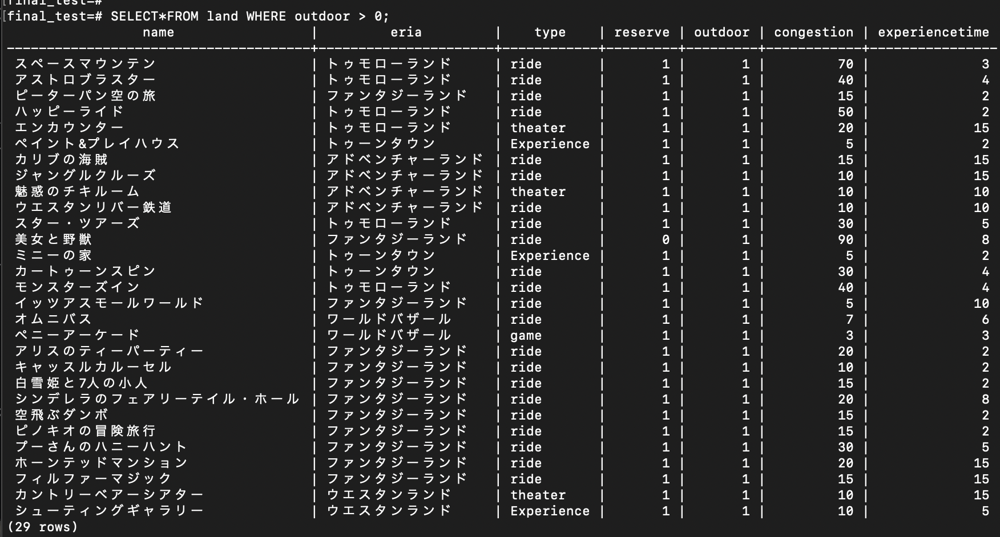 [final_test=#
[final_test=# SELECT*FROM land WHERE outdoor > 0;
name | eria | type | reserve | outdoor | congestion | experiencetime
スペースマウンテン | トゥモローランド | ride | 1 | 1 | 70 | 3
アストロブラスター | トゥモローランド | ride | 1 | 1 | 40 | 4
ピーターパン空の旅 | ファンタジーランド | ride | 1 | 1 | 15 | 2
ハッピーライド | トゥモローランド | ride | 1 | 1 | 50 | 2
エンカウンター | トゥモローランド | theater | 1 | 1 | 20 | 15
ペイント&プレイハウス | トゥーンタウン | Experience | 1 | 1 | 5 | 2
カリブの海賊 | アドベンチャーランド | ride | 1 | 1 | 15 | 15
ジャングルクルーズ | アドベンチャーランド | ride | 1 | 1 | 10 | 15
魅惑のチキルーム | アドベンチャーランド | theater | 1 | 1 | 10 | 10
ウエスタンリバー鉄道 | アドベンチャーランド | ride | 1 | 1 | 10 | 10
スター・ツアーズ | トゥモローランド | ride | 1 | 1 | 30 | 5
美女と野獣 | ファンタジーランド | ride | 0 | 1 | 90 | 8
ミニーの家 | トゥーンタウン | Experience | 1 | 1 | 5 | 2
カートゥーンスピン | トゥーンタウン | ride | 1 | 1 | 30 | 4
モンスターズイン | トゥモローランド | ride | 1 | 1 | 40 | 4
イッツアスモールワールド | ファンタジーランド | ride | 1 | 1 | 5 | 10
オムニバス | ワールドバザール | ride | 1 | 1 | 7 | 6
ペニーアーケード | ワールドバザール | game | 1 | 1 | 3 | 3
アリスのティーパーティー | ファンタジーランド | ride | 1 | 1 | 20 | 2
キャッスルカルーセル | ファンタジーランド | ride | 1 | 1 | 10 | 2
白雪姫と7人の小人 | ファンタジーランド | ride | 1 | 1 | 15 | 2
シンデレラのフェアリーテイル・ホール | ファンタジーランド | ride | 1 | 1 | 20 | 8
空飛ぶダンボ | ファンタジーランド | ride | 1 | 1 | 15 | 2
ピノキオの冒険旅行 | ファンタジーランド | ride | 1 | 1 | 15 | 2
プーさんのハニーハント | ファンタジーランド | ride | 1 | 1 | 30 | 5
ホーンテッドマンション | ファンタジーランド | ride | 1 | 1 | 20 | 15
フィルファーマジック | ファンタジーランド | ride | 1 | 1 | 15 | 15
カントリーベアーシアター | ウエスタンランド | theater | 1 | 1 | 10 | 15
シューティングギャラリー | ウエスタンランド | Experience | 1 | 1 | 10 | 5
(29 rows)